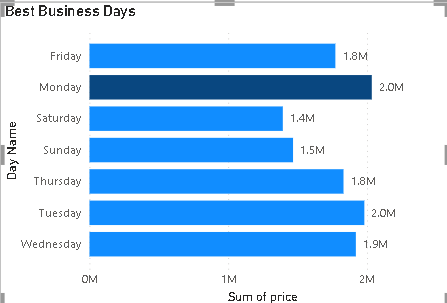 Best Business Days
Day Name
Friday 1.8M
Monday 2.0M
Saturday 1.4M
Sunday 1.5M
Thursday 1.8M
Tuesday 2.0M
Wednesday 1.9M
0M 1M 2M
Sum of price